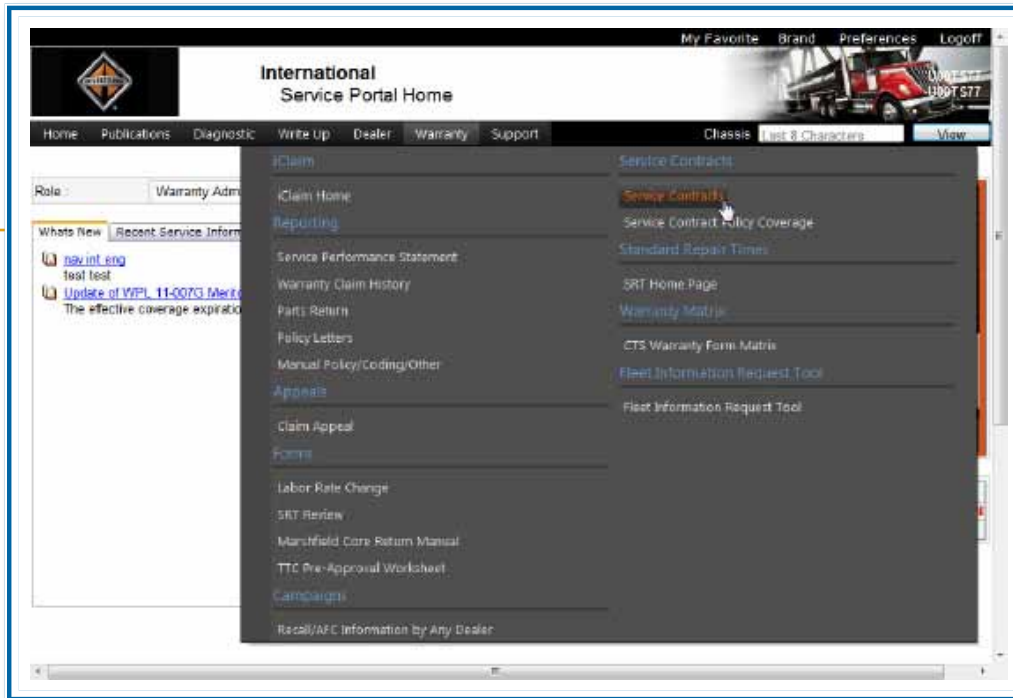 My Favorite Brand Preferences Logoff
International
Service Portal Home
U00TS77
U00TS77
Home Publications Diagnostic Write Up Dealer Warranty Support Chassis Last 8 Characters View
Role : Warranty Adm
Whats New Recent Service Inform
nav int eng
test test
Update of WPL 11-007G Merito
The effective coverage expiratio
iClaim
iClaim Home
Reporting
Service Performance Statement
Warranty Claim History
Parts Return
Policy Letters
Manual Policy/Coding/Other
Appeals
Claim Appeal
Forms
Labor Rate Change
SRT Review
Marshfield Core Return Manual
TTC Pre-Approval Worksheet
Campaigns
Recall/AFC Information by Any Dealer
Service Contracts
Service Contracts
Service Contract Policy Coverage
Standard Repair Times
SRT Home Page
Warranty Matrix
CTS Warranty Form Matrix
Fleet Information Request Tool
Fleet Information Request Tool